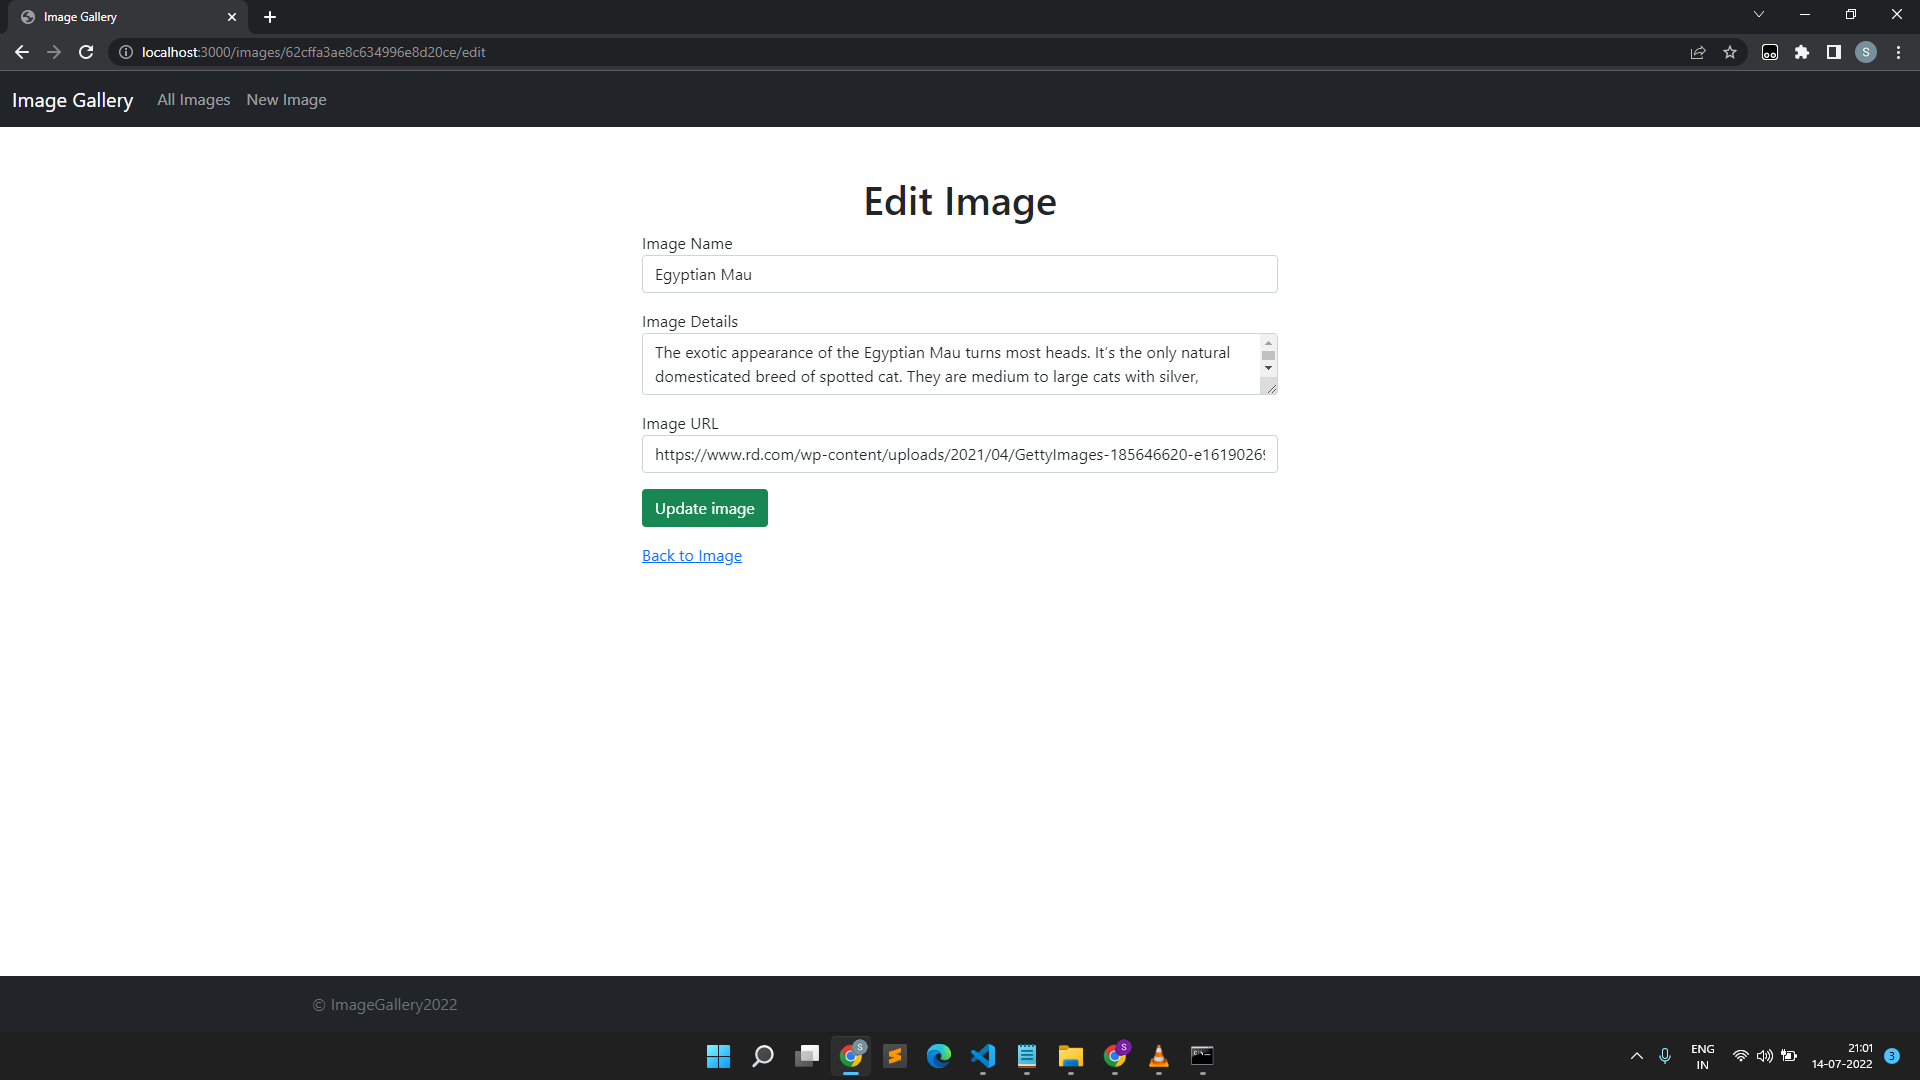 Image Gallery
localhost:3000/images/62cffa3ae8c634996e8d20ce/edit
S
Image Gallery All Images New Image
Edit Image
Image Name
Egyptian Mau
Image Details
The exotic appearance of the Egyptian Mau turns most heads. It’s the only natural
domesticated breed of spotted cat. They are medium to large cats with silver,
Image URL
https://www.rd.com/wp-content/uploads/2021/04/GettyImages-185646620-e1619026
Update image
Back to Image
© ImageGallery2022
S
S
ENG
IN
21:01
14-07-2022
3